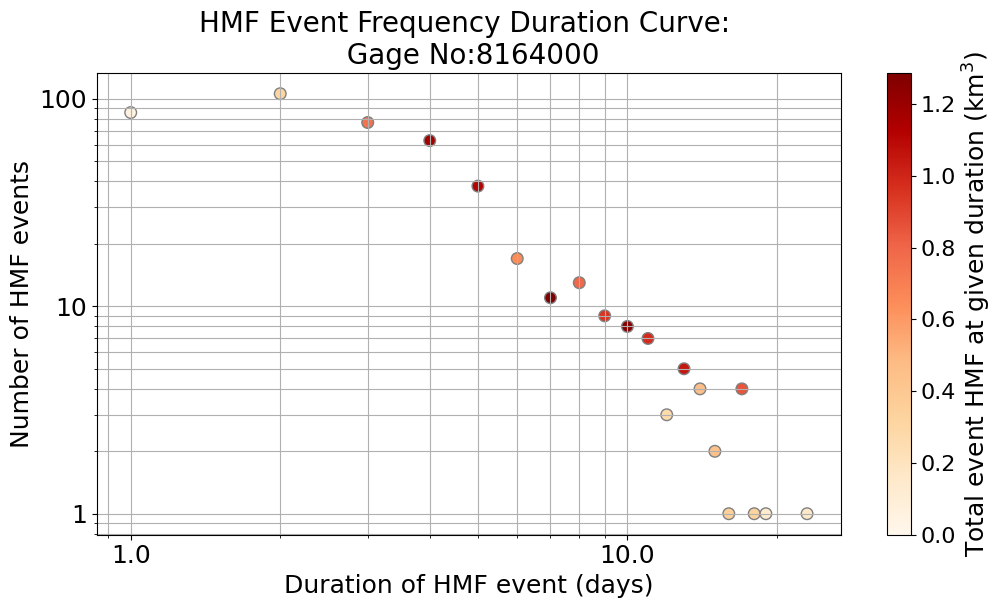 HMF Event Frequency Duration Curve:
Gage No:8164000
Number of HMF events
100
10
1
1.0
10.0
Duration of HMF event (days)
1.2
1.0
0.8
0.6
0.4
0.2
0.0
Total event HMF at given duration (km³)